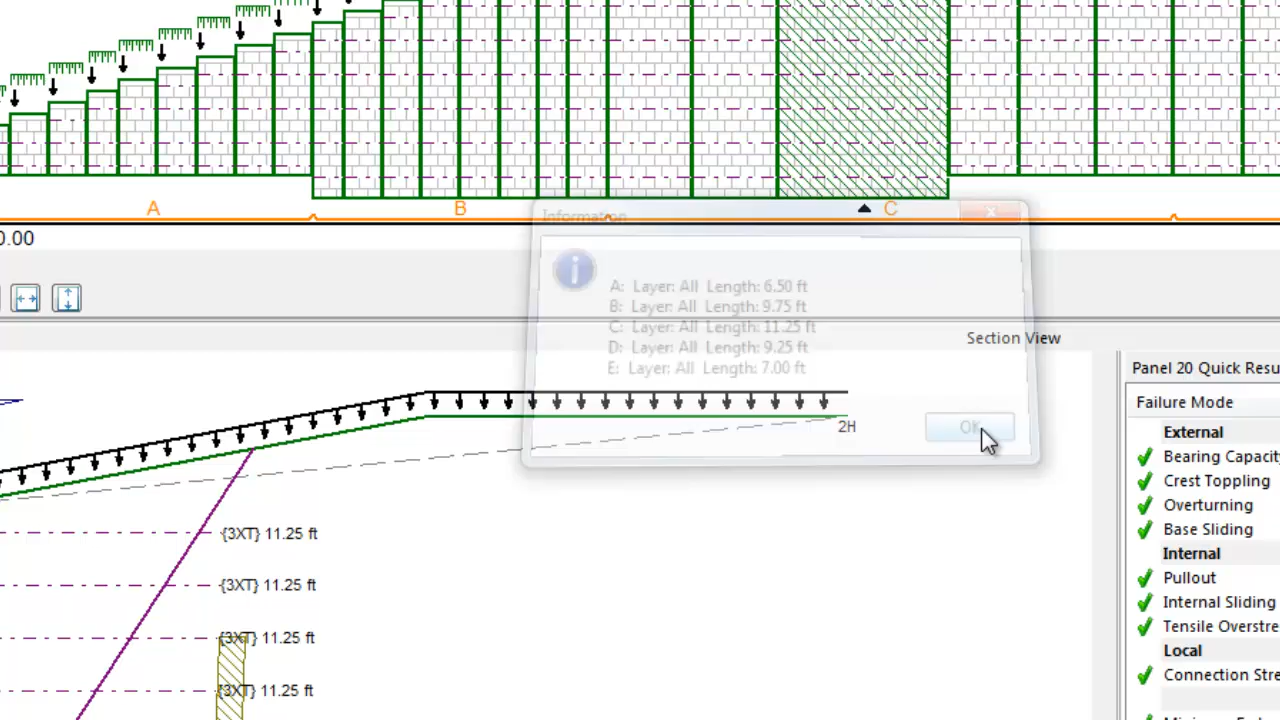 A
B
C
0.00
Information
A: Layer: All Length: 6.50 ft
B: Layer: All Length: 9.75 ft
C: Layer: All Length: 11.25 ft
D: Layer: All Length: 9.25 ft
E: Layer: All Length: 7.00 ft
OK
Section View
2H
{3XT} 11.25 ft
{3XT} 11.25 ft
{3XT} 11.25 ft
{3XT} 11.25 ft
Panel 20 Quick Resu
Failure Mode
External
Bearing Capacity
Crest Toppling
Overturning
Base Sliding
Internal
Pullout
Internal Sliding
Tensile Overstre
Local
Connection Stre